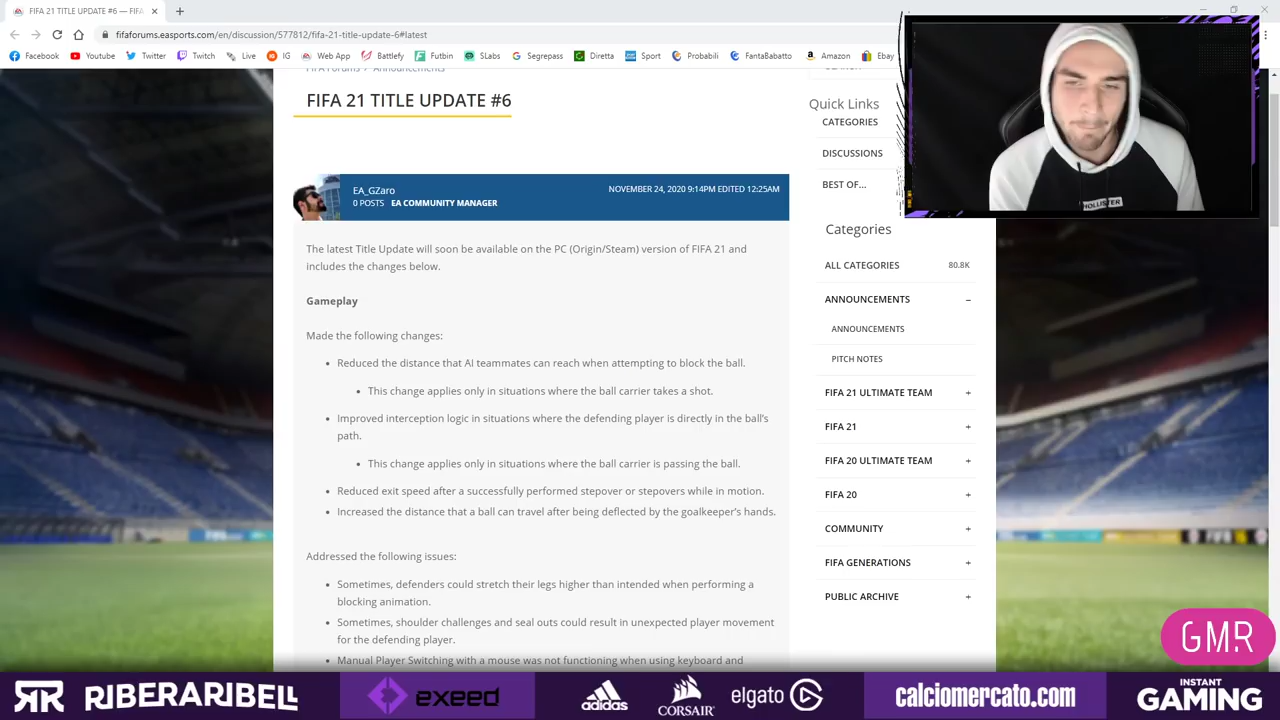 FIFA 21 TITLE UPDATE #6 — FIFA
fifaforums.easports.com/en/discussion/577812/fifa-21-title-update-6#latest
Facebook Youtube Twitter Twitch Live IG Web App Battlefy Futbin SLabs Segrepass Diretta Sport Probabili FantaBabatto Amazon Ebay
FIFA Forums > Announcements
FIFA 21 TITLE UPDATE #6
EA_GZaro
0 POSTS EA COMMUNITY MANAGER
NOVEMBER 24, 2020 9:14PM EDITED 12:25AM
The latest Title Update will soon be available on the PC (Origin/Steam) version of FIFA 21 and
includes the changes below.
Gameplay
Made the following changes:
Reduced the distance that AI teammates can reach when attempting to block the ball.
This change applies only in situations where the ball carrier takes a shot.
Improved interception logic in situations where the defending player is directly in the ball's
path.
This change applies only in situations where the ball carrier is passing the ball.
Reduced exit speed after a successfully performed stepover or stepovers while in motion.
Increased the distance that a ball can travel after being deflected by the goalkeeper's hands.
Addressed the following issues:
Sometimes, defenders could stretch their legs higher than intended when performing a
blocking animation.
Sometimes, shoulder challenges and seal outs could result in unexpected player movement
for the defending player.
Manual Player Switching with a mouse was not functioning when using keyboard and
Quick Links
CATEGORIES
DISCUSSIONS
BEST OF...
Categories
ALL CATEGORIES 80.8K
ANNOUNCEMENTS –
ANNOUNCEMENTS
PITCH NOTES
FIFA 21 ULTIMATE TEAM +
FIFA 21 +
FIFA 20 ULTIMATE TEAM +
FIFA 20 +
COMMUNITY +
FIFA GENERATIONS +
PUBLIC ARCHIVE +
HOLLISTER
GMR
RR RIBERARIBELL exeed adidas CORSAIR elgato calciomercato.com INSTANT GAMING